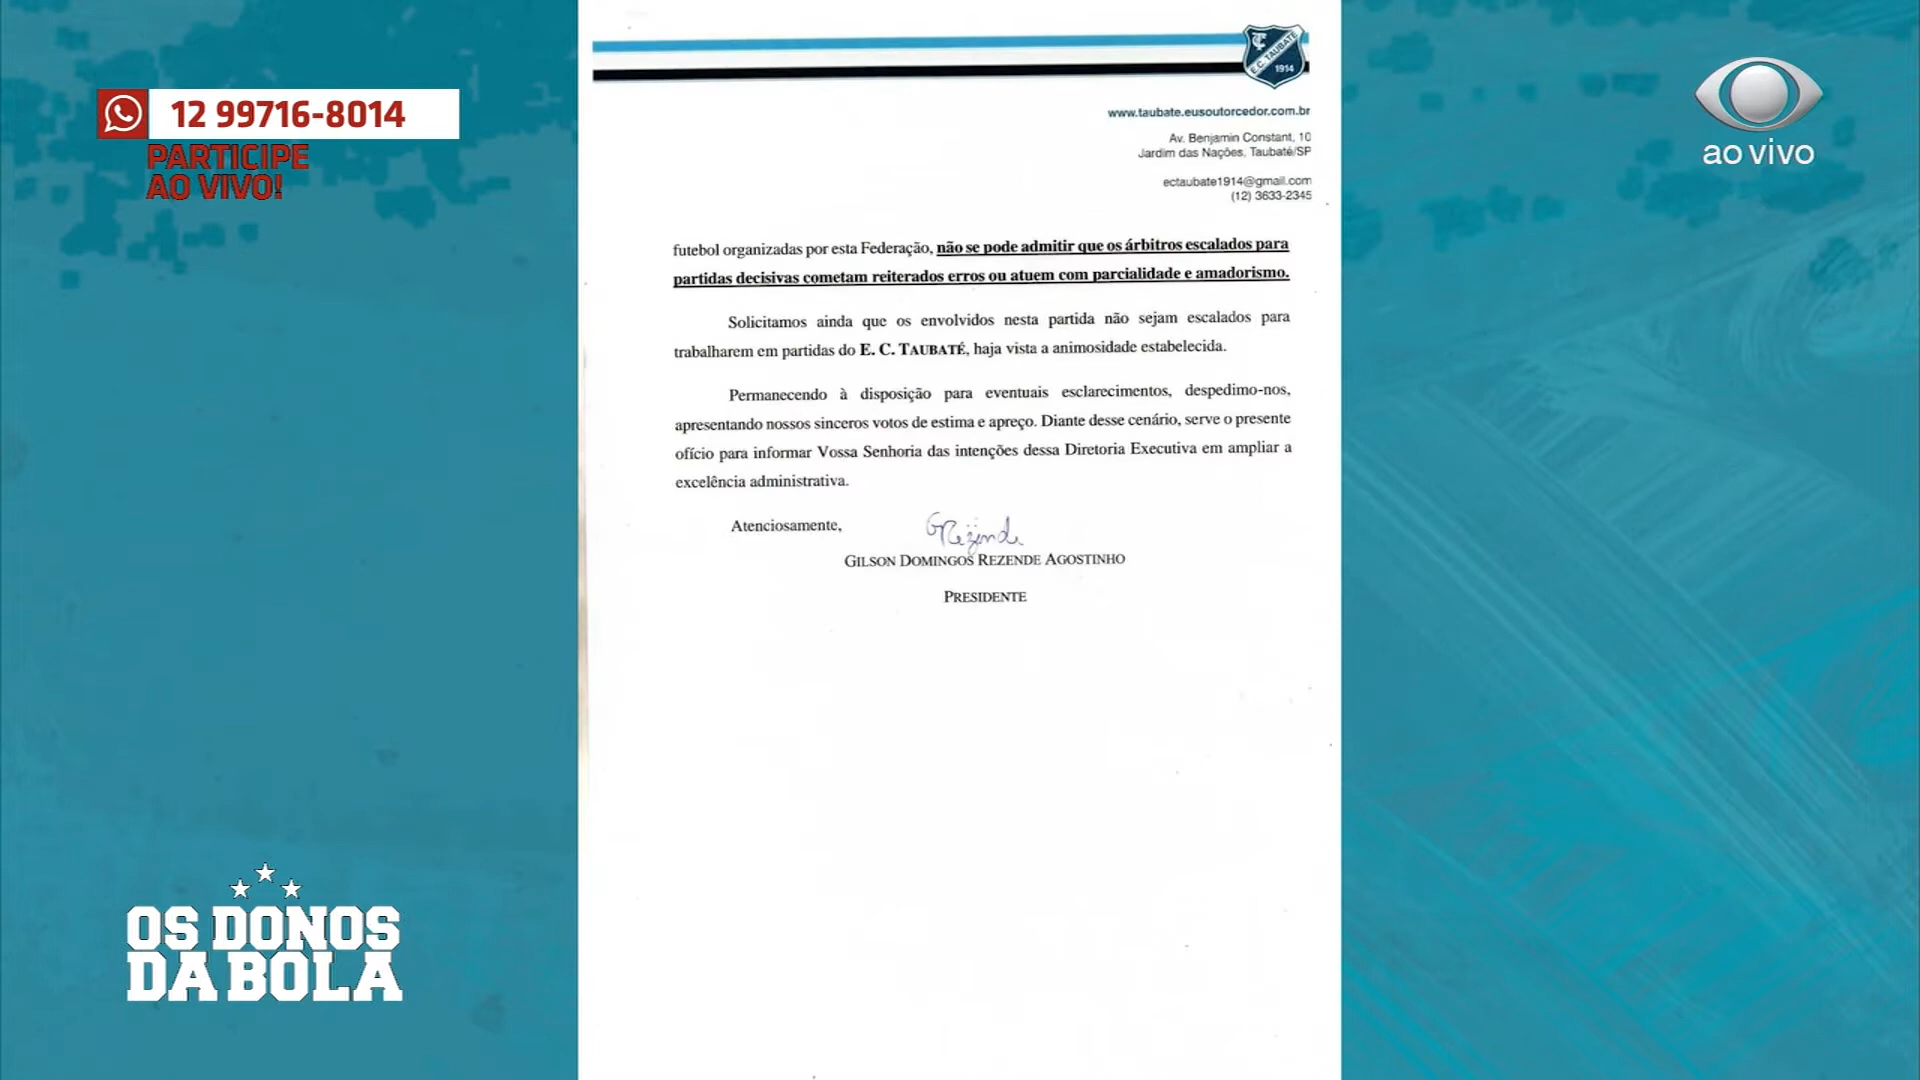 12 99716-8014
PARTICIPE
AO VIVO!
E.C. TAUBATÉ
1914
www.taubate.eusoutorcedor.com.br
Av. Benjamin Constant, 10
Jardim das Nações, Taubaté/SP
ectaubate1914@gmail.com
(12) 3633-2345
ao vivo
futebol organizadas por esta Federação, não se pode admitir que os árbitros escalados para
partidas decisivas cometam reiterados erros ou atuem com parcialidade e amadorismo.
Solicitamos ainda que os envolvidos nesta partida não sejam escalados para
trabalharem em partidas do E. C. TAUBATÉ, haja vista a animosidade estabelecida.
Permanecendo à disposição para eventuais esclarecimentos, despedimo-nos,
apresentando nossos sinceros votos de estima e apreço. Diante desse cenário, serve o presente
ofício para informar Vossa Senhoria das intenções dessa Diretoria Executiva em ampliar a
excelência administrativa.
Atenciosamente,
GRezende
GILSON DOMINGOS REZENDE AGOSTINHO
PRESIDENTE
OS DONOS
DA BOLA